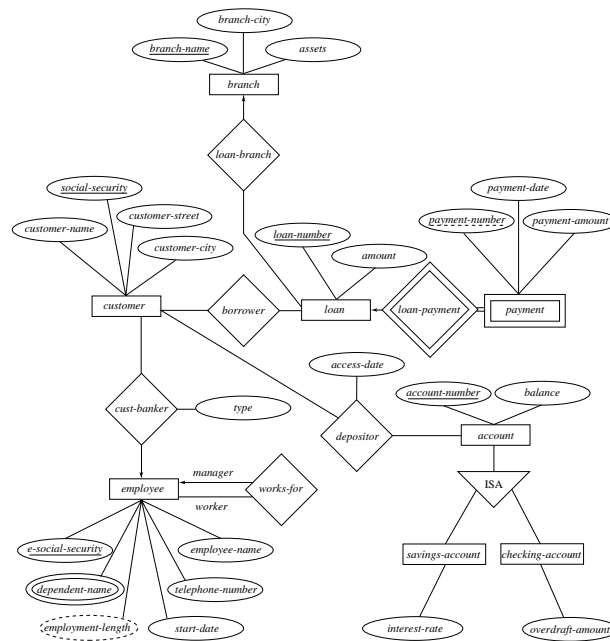 branch-city
branch-name
assets
branch
loan-branch
social-security
customer-street
customer-name
customer-city
loan-number
amount
payment-date
payment-number
payment-amount
customer
borrower
loan
loan-payment
payment
access-date
account-number
balance
cust-banker
type
depositor
account
manager
employee
works-for
worker
ISA
e-social-security
employee-name
savings-account
checking-account
dependent-name
telephone-number
employment-length
start-date
interest-rate
overdraft-amount